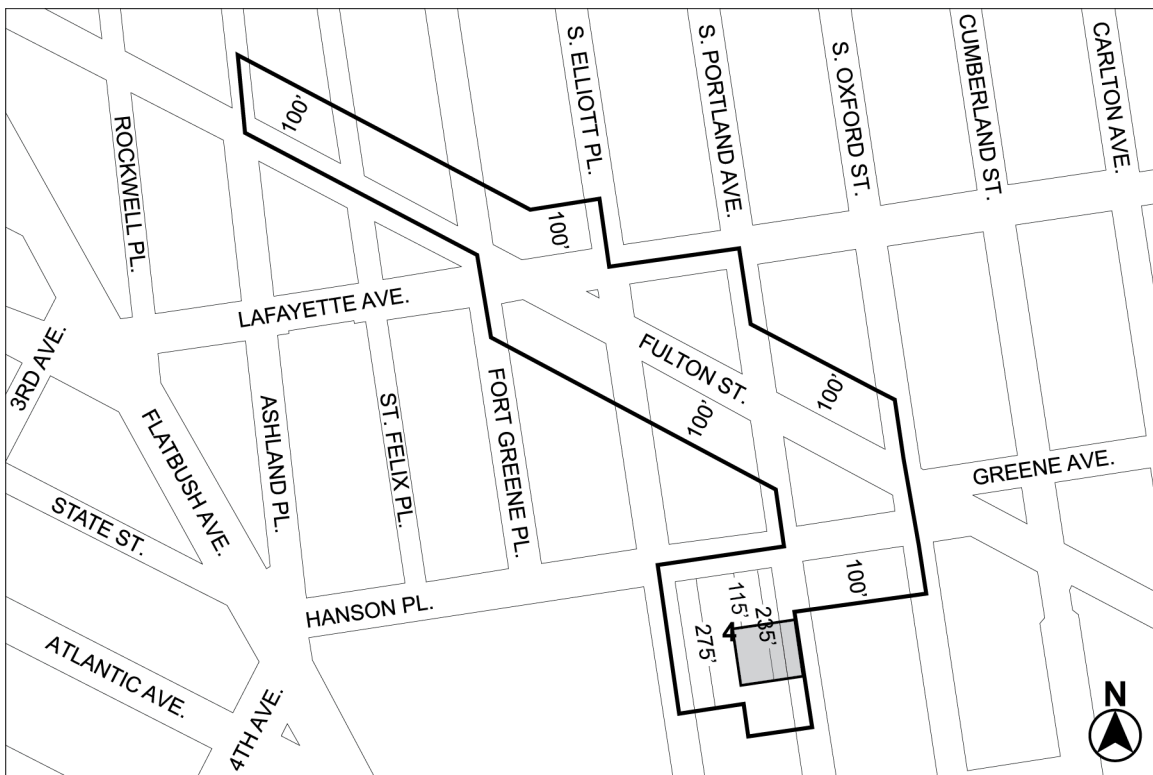 S. ELLIOTT PL.
S. PORTLAND AVE.
S. OXFORD ST.
CUMBERLAND ST.
CARLTON AVE.
100'
ROCKWELL PL.
100'
LAFAYETTE AVE.
3RD AVE.
FULTON ST.
100'
100'
FLATBUSH AVE.
ASHLAND PL.
ST. FELIX PL.
FORT GREENE PL.
GREENE AVE.
STATE ST.
HANSON PL.
100'
115'
235'
4
275'
ATLANTIC AVE.
4TH AVE.
N